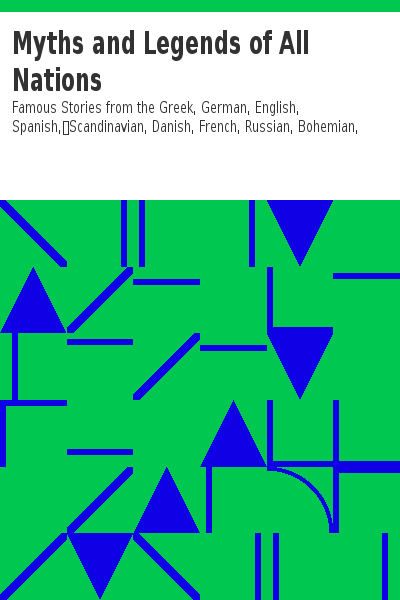 Myths and Legends of All
Nations
Famous Stories from the Greek, German, English,
Spanish,▯Scandinavian, Danish, French, Russian, Bohemian,